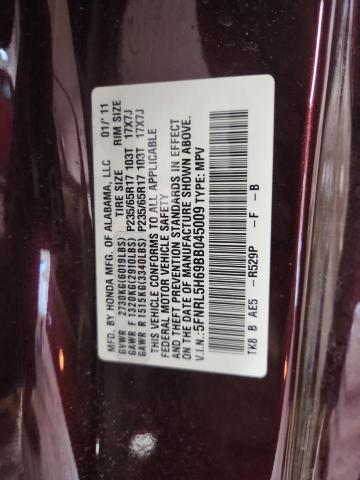 MFD. BY HONDA MFG. OF ALABAMA, LLC 01/'11
TIRE SIZE RIM SIZE
GVWR 2730KG(6019LBS)
GAWR F 1320KG(2910LBS) P235/65R17 103T 17X7J
GAWR R 1515KG(3340LBS) P235/65R17 103T 17X7J
THIS VEHICLE CONFORMS TO ALL APPLICABLE
FEDERAL MOTOR VEHICLE SAFETY
AND THEFT PREVENTION STANDARDS IN EFFECT
ON THE DATE OF MANUFACTURE SHOWN ABOVE.
V.I.N.: 5FNRL5H69BB045009 TYPE: MPV
TK8 B AE5 -R529P -F -B